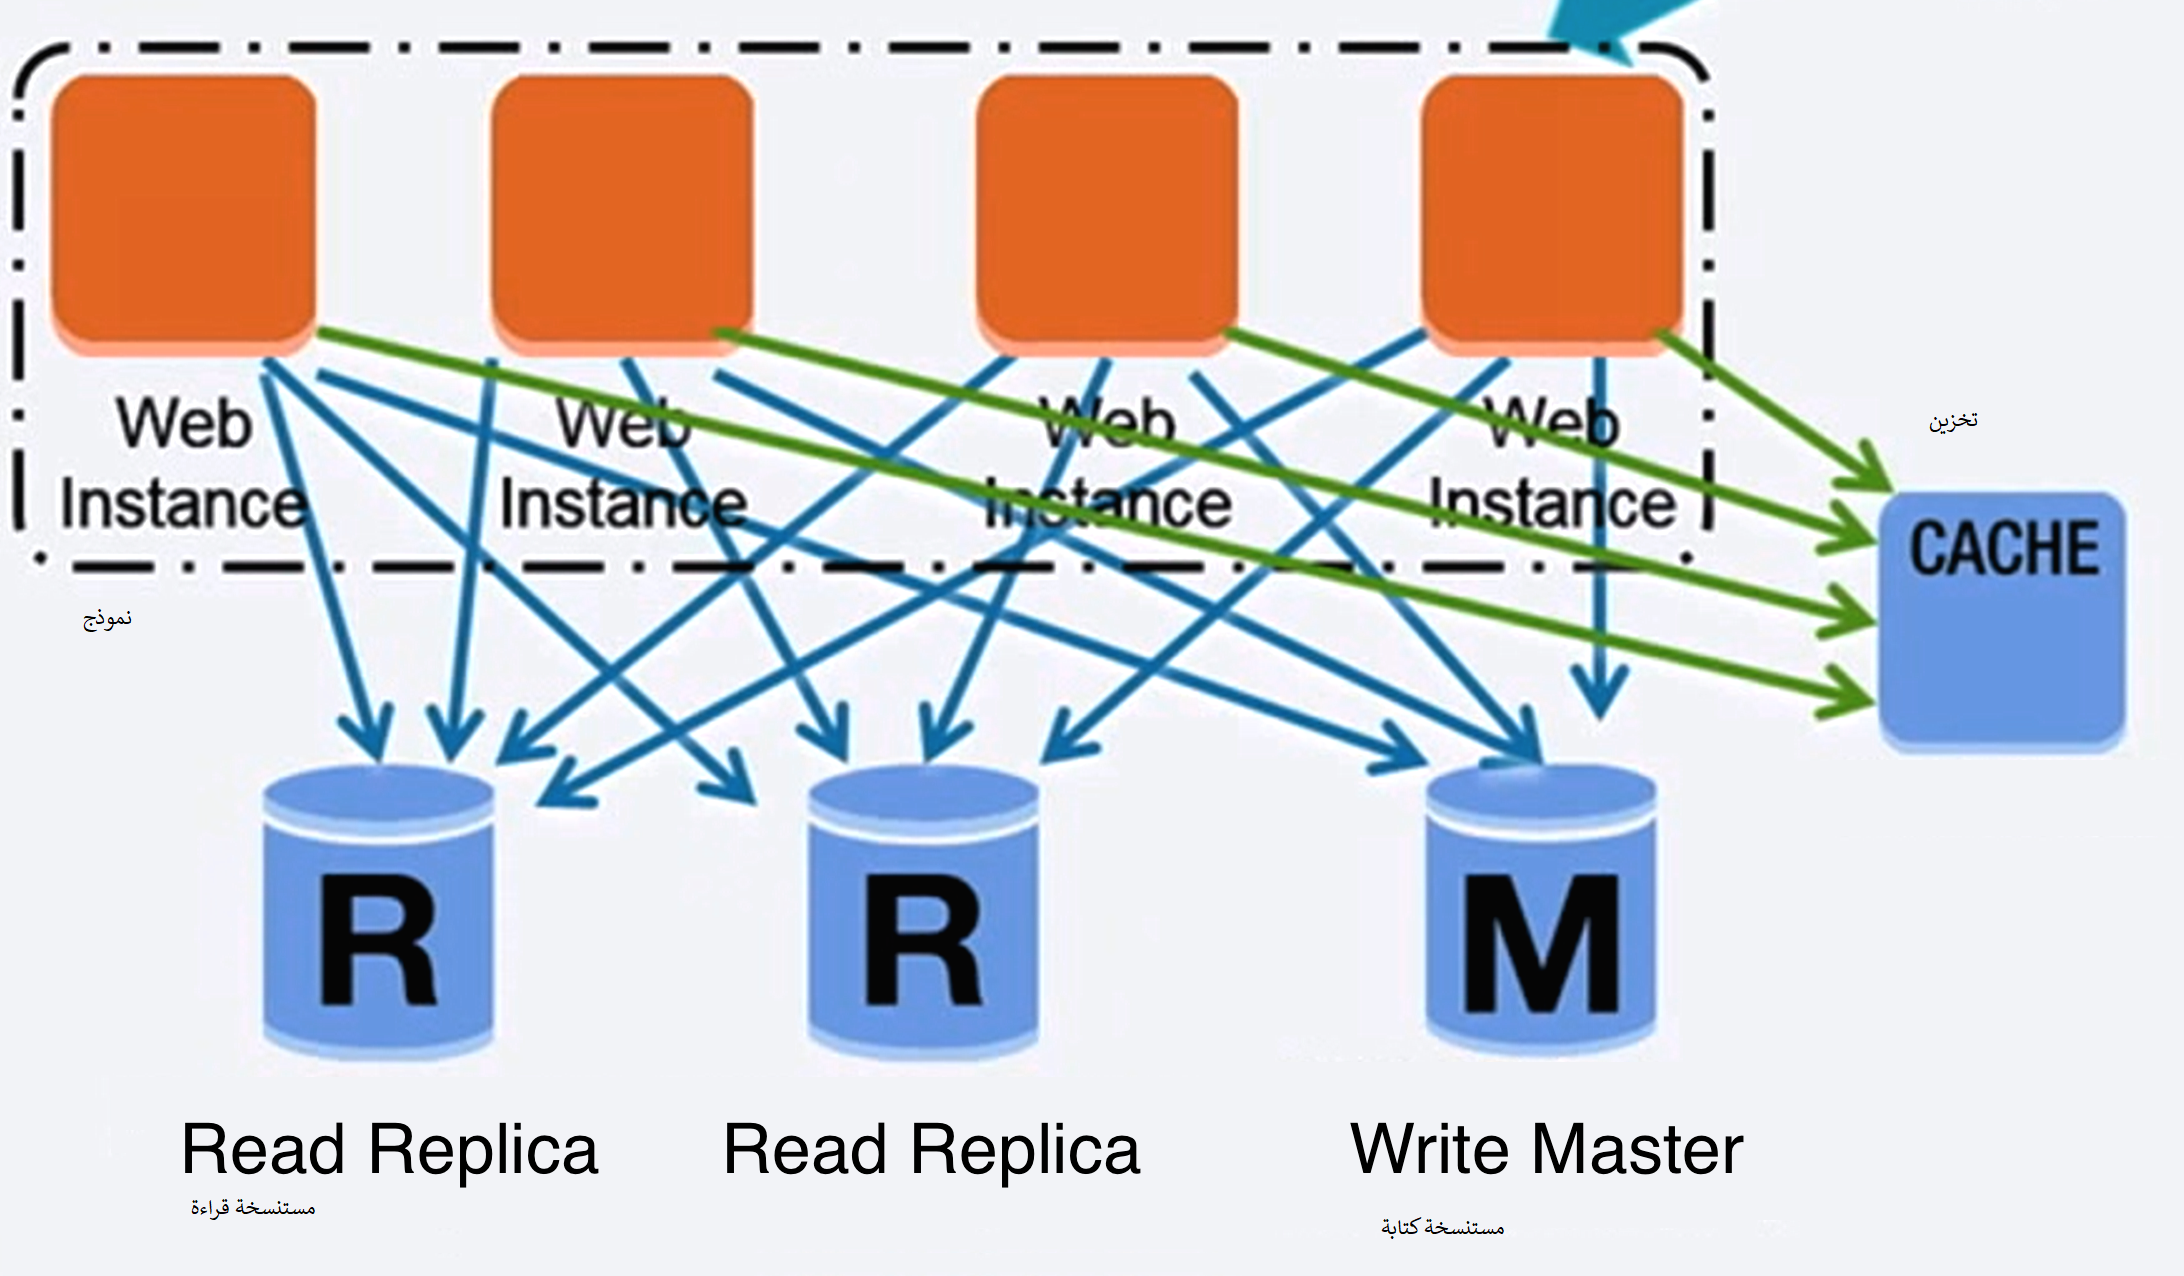 Web
Instance
Web
Instance
Web
Instance
Web
Instance
تخزين
CACHE
نموذج
R
R
M
Read Replica
Read Replica
Write Master
مستنسخة قراءة
مستنسخة كتابة